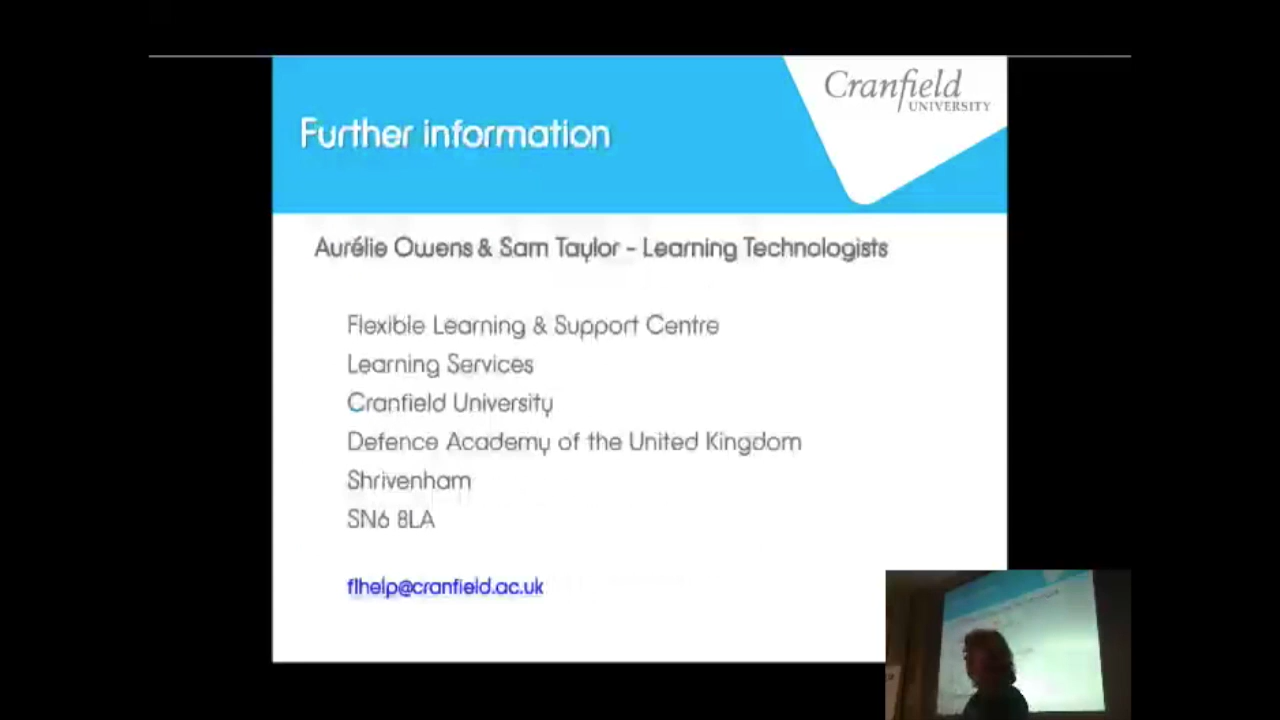 Cranfield
UNIVERSITY
Further information
Aurélie Owens & Sam Taylor - Learning Technologists
Flexible Learning & Support Centre
Learning Services
Cranfield University
Defence Academy of the United Kingdom
Shrivenham
SN6 8LA
flhelp@cranfield.ac.uk